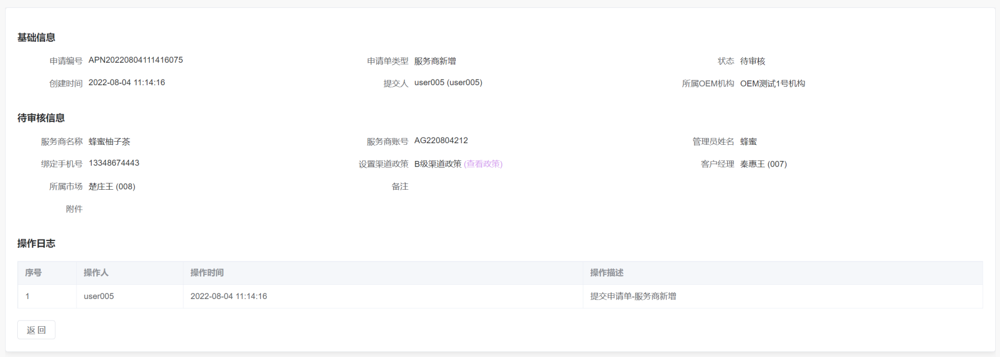 基础信息
申请编号 APN20220804111416075 申请单类型 服务商新增 状态 待审核
创建时间 2022-08-04 11:14:16 提交人 user005 (user005) 所属OEM机构 OEM测试1号机构
待审核信息
服务商名称 蜂蜜柚子茶 服务商账号 AG220804212 管理员姓名 蜂蜜
绑定手机号 13348674443 设置渠道政策 B级渠道政策 (查看政策) 客户经理 秦惠王 (007)
所属市场 楚庄王 (008) 备注
附件
操作日志
序号 操作人 操作时间 操作描述
1 user005 2022-08-04 11:14:16 提交申请单-服务商新增
返 回